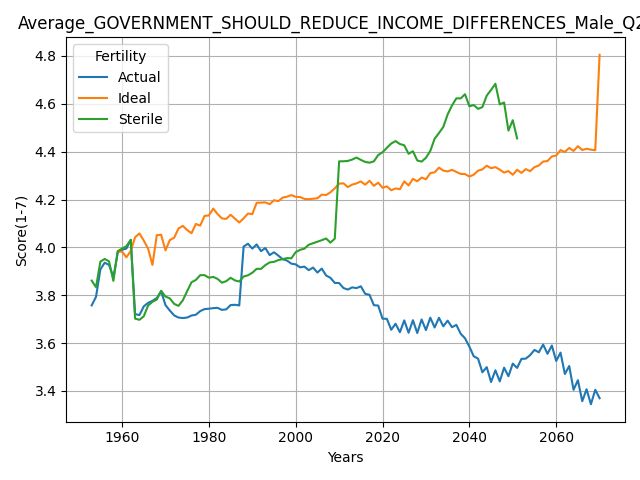 Average_GOVERNMENT_SHOULD_REDUCE_INCOME_DIFFERENCES_Male_Q2
Fertility
Actual
Ideal
Sterile
Score(1-7)
4.8
4.6
4.4
4.2
4.0
3.8
3.6
3.4
1960 1980 2000 2020 2040 2060
Years